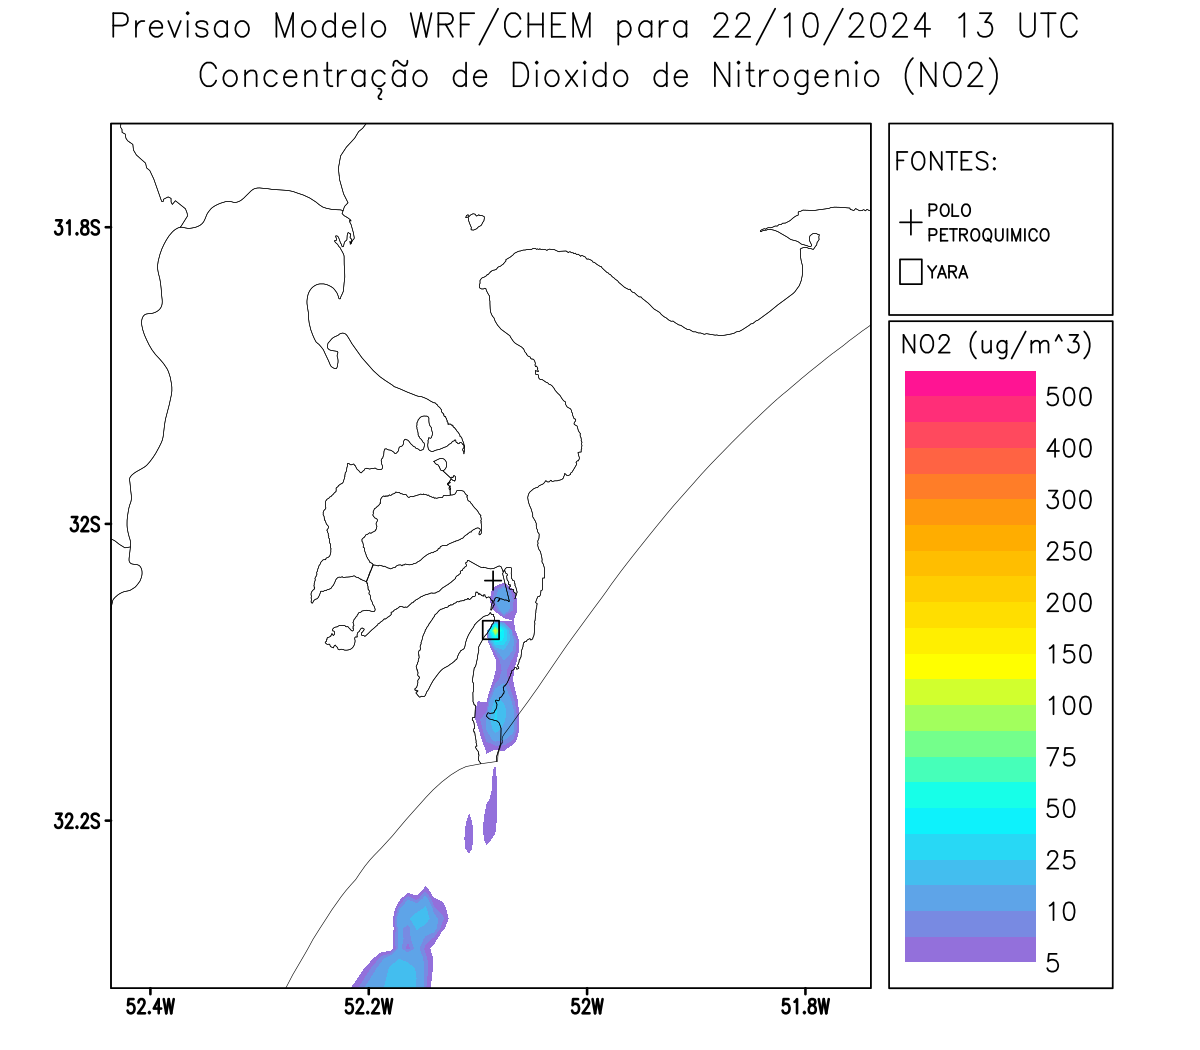 Previsao Modelo WRF/CHEM para 22/10/2024 13 UTC
Concentração de Dioxido de Nitrogenio (NO2)
FONTES:
POLO
PETROQUIMICO
YARA
NO2 (ug/m^3)
500
400
300
250
200
150
100
75
50
25
10
5
31.8S
32S
32.2S
52.4W
52.2W
52W
51.8W